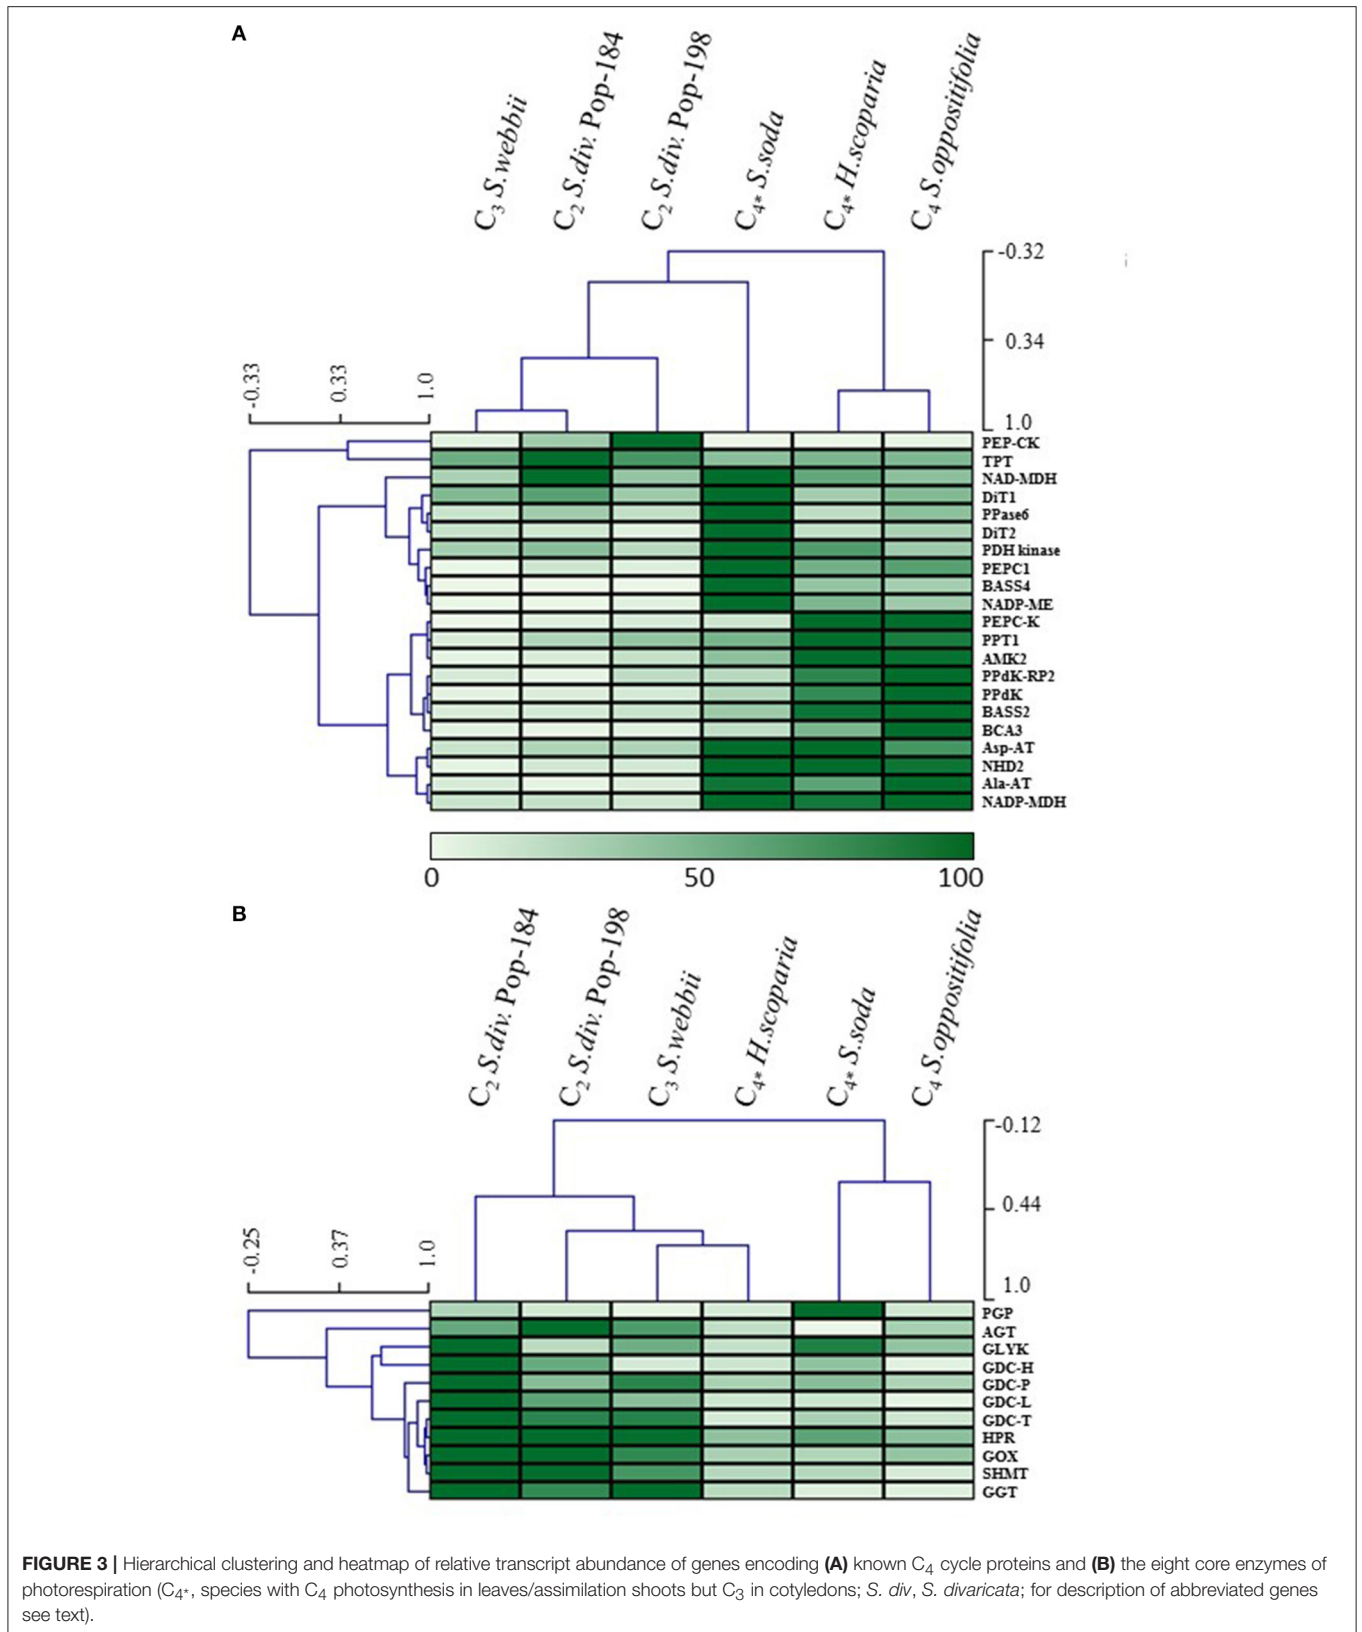 A
C3 S.webbii
C2 S.div. Pop-184
C2 S.div. Pop-198
C4* S.soda
C4* H.scoparia
C4 S.oppositifolia
-0.32
0.34
1.0
-0.33
0.33
1.0
PEP-CK
TPT
NAD-MDH
DiT1
PPase6
DiT2
PDH kinase
PEPC1
BASS4
NADP-ME
PEPC-K
PPT1
AMK2
PPdK-RP2
PPdK
BASS2
BCA3
Asp-AT
NHD2
Ala-AT
NADP-MDH
0 50 100
B
C2 S.div. Pop-184
C2 S.div. Pop-198
C3 S.webbii
C4* H.scoparia
C4* S.soda
C4 S.oppositifolia
-0.12
0.44
1.0
-0.25
0.37
1.0
PGP
AGT
GLYK
GDC-H
GDC-P
GDC-L
GDC-T
HPR
GOX
SHMT
GGT
FIGURE 3 | Hierarchical clustering and heatmap of relative transcript abundance of genes encoding (A) known C4 cycle proteins and (B) the eight core enzymes of
photorespiration (C4*, species with C4 photosynthesis in leaves/assimilation shoots but C3 in cotyledons; S. div, S. divaricata; for description of abbreviated genes
see text).